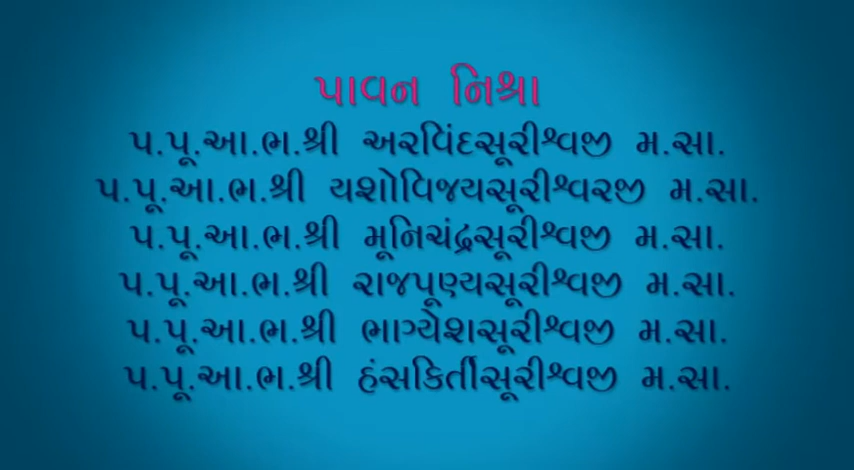 પાવન નિશ્રા
પ.પૂ.આ.ભ.શ્રી અરવિંદસૂરીશ્વજી મ.સા.
પ.પૂ.આ.ભ.શ્રી યશોવિજયસૂરીશ્વરજી મ.સા.
પ.પૂ.આ.ભ.શ્રી મૂનિચંદ્રસૂરીશ્વજી મ.સા.
પ.પૂ.આ.ભ.શ્રી રાજપૂણ્યસૂરીશ્વજી મ.સા.
પ.પૂ.આ.ભ.શ્રી ભાગ્યેશસૂરીશ્વજી મ.સા.
પ.પૂ.આ.ભ.શ્રી હંસકિર્તીસૂરીશ્વજી મ.સા.